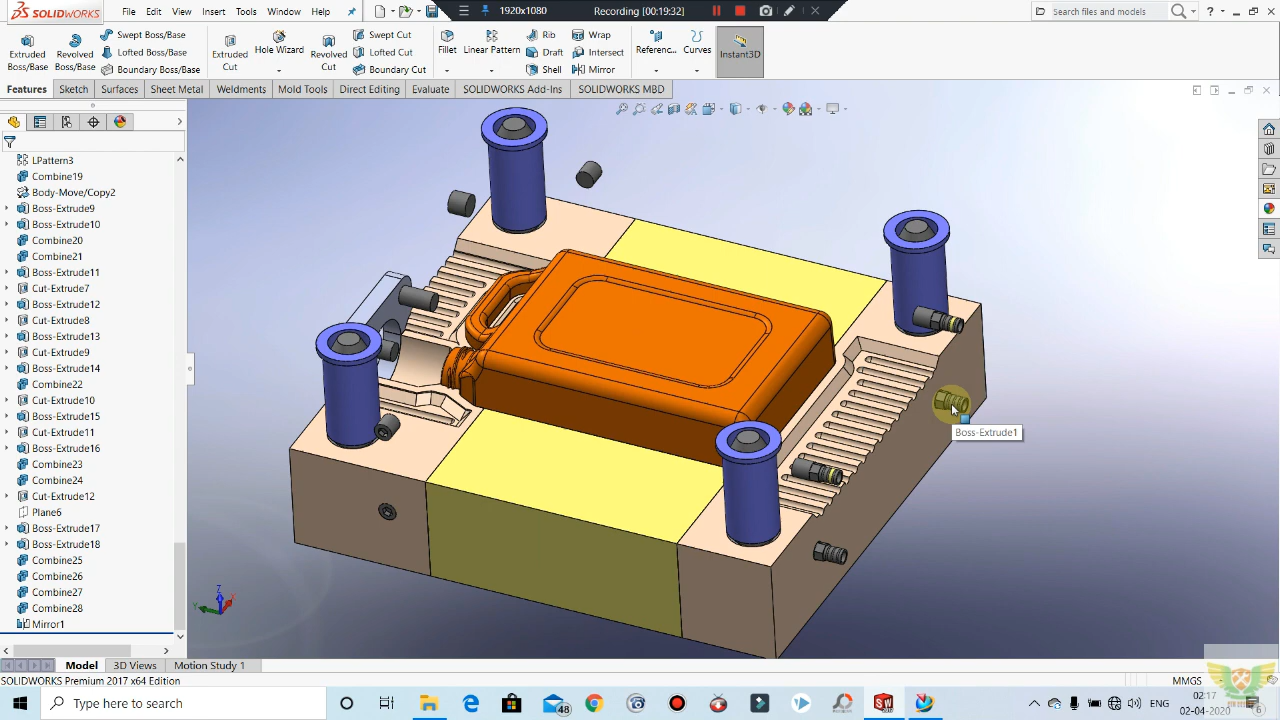 SOLIDWORKS
File Edit View Insert Tools Window Help
1920x1080
Recording [00:19:32]
Search files and models
?
Extruded Boss/Base
Revolved Boss/Base
Swept Boss/Base
Lofted Boss/Base
Boundary Boss/Base
Extruded Cut
Hole Wizard
Revolved Cut
Swept Cut
Lofted Cut
Boundary Cut
Fillet
Linear Pattern
Rib
Draft
Shell
Wrap
Intersect
Mirror
Referenc...
Curves
Instant3D
Features Sketch Surfaces Sheet Metal Weldments Mold Tools Direct Editing Evaluate SOLIDWORKS Add-Ins SOLIDWORKS MBD
LPattern3
Combine19
Body-Move/Copy2
Boss-Extrude9
Boss-Extrude10
Combine20
Combine21
Boss-Extrude11
Cut-Extrude7
Boss-Extrude12
Cut-Extrude8
Boss-Extrude13
Cut-Extrude9
Boss-Extrude14
Combine22
Cut-Extrude10
Boss-Extrude15
Cut-Extrude11
Boss-Extrude16
Combine23
Combine24
Cut-Extrude12
Plane6
Boss-Extrude17
Boss-Extrude18
Combine25
Combine26
Combine27
Combine28
Mirror1
Boss-Extrude1
Z
Y
X
Model 3D Views Motion Study 1
SOLIDWORKS Premium 2017 x64 Edition
MMGS
Type here to search
48
SW
ENG
02:17
02-04-2020
6